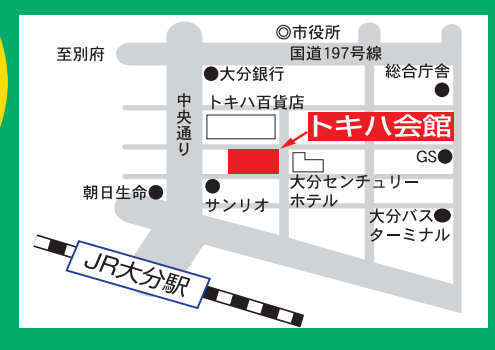 ◎市役所
国道197号線
至別府
●大分銀行
総合庁舎
中央通り
トキハ百貨店
トキハ会館
GS●
大分センチュリー
ホテル
朝日生命●
サンリオ
大分バス●
ターミナル
JR大分駅